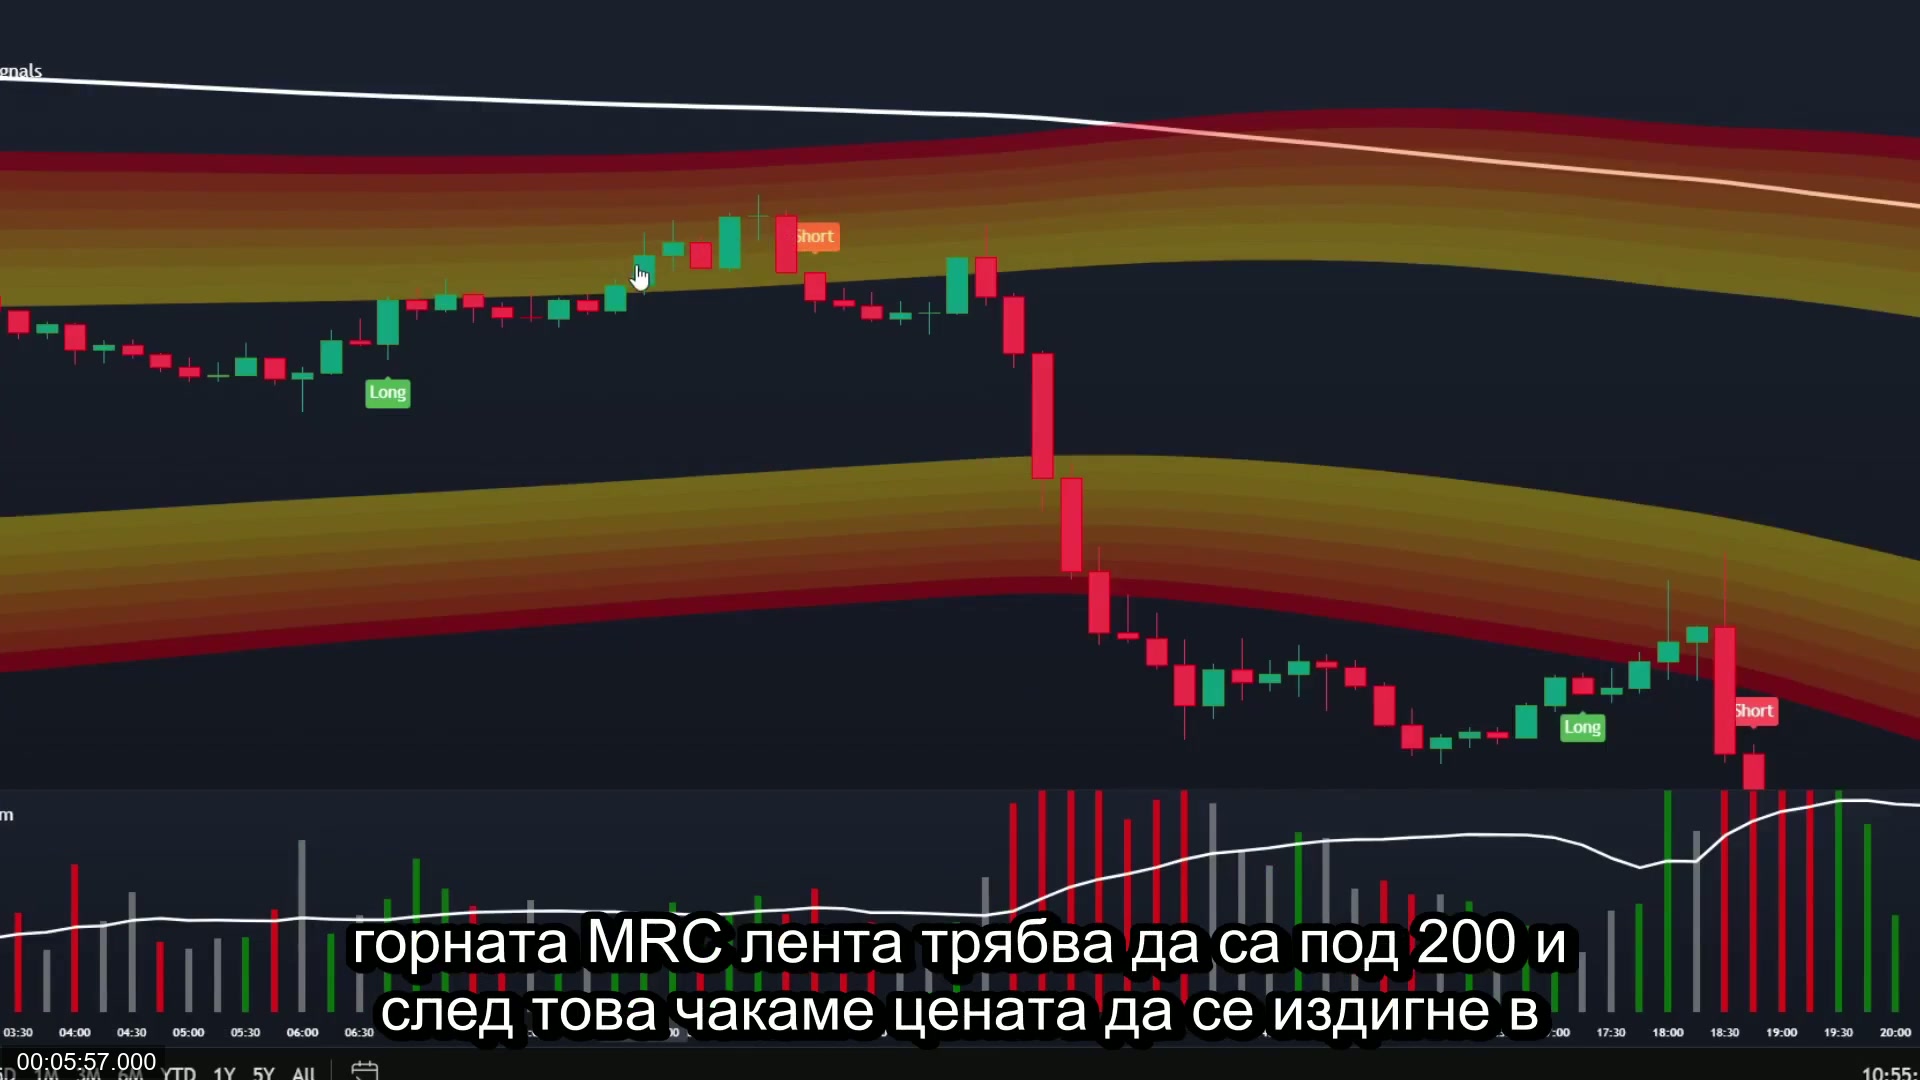 gnals
Short
Long
Short
Long
m
горната MRC лента трябва да са под 200 и
след това чакаме цената да се издигне в
03:30 04:00 04:30 05:00 05:30 06:00 06:30 17:30 18:00 18:30 19:00 19:30 20:00
00:05:57.000
YTD 1Y 5Y All
10:55: